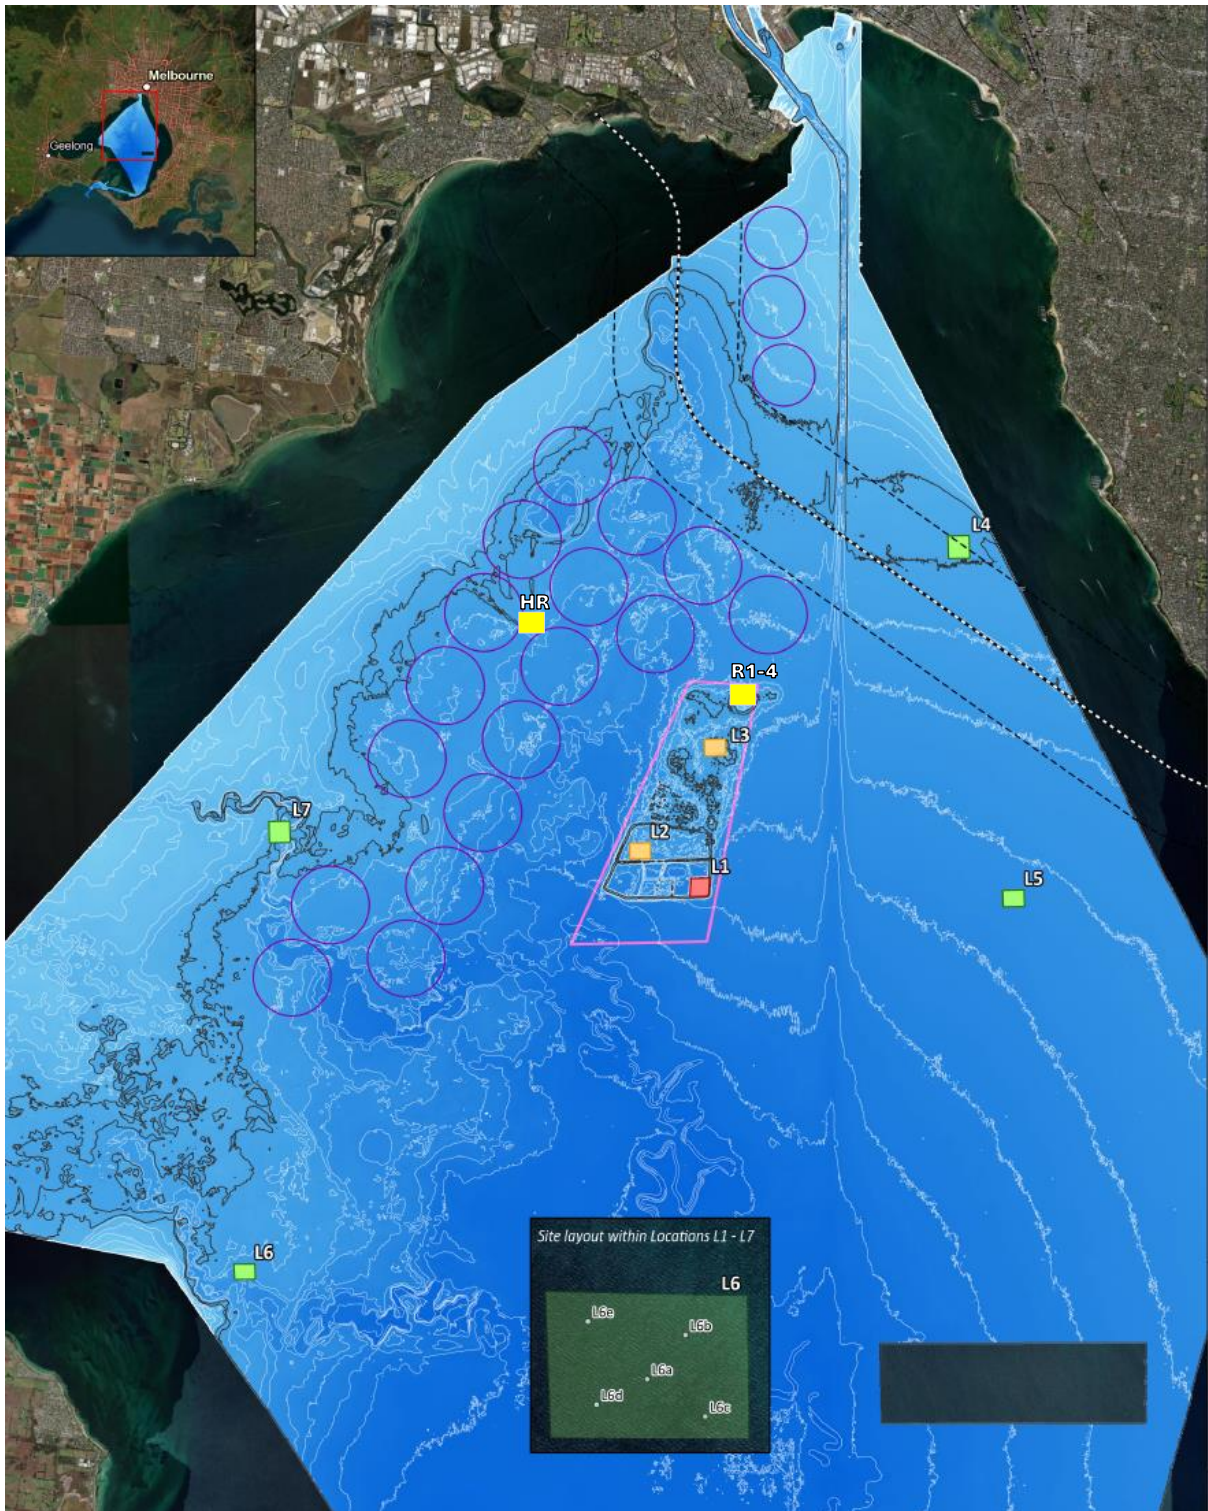 Melbourne
Geelong
L4
HR
R1-4
L3
L7
L2
L1
L5
L6
Site layout within Locations L1 - L7
L6
L6e
L6b
L6a
L6d
L6c